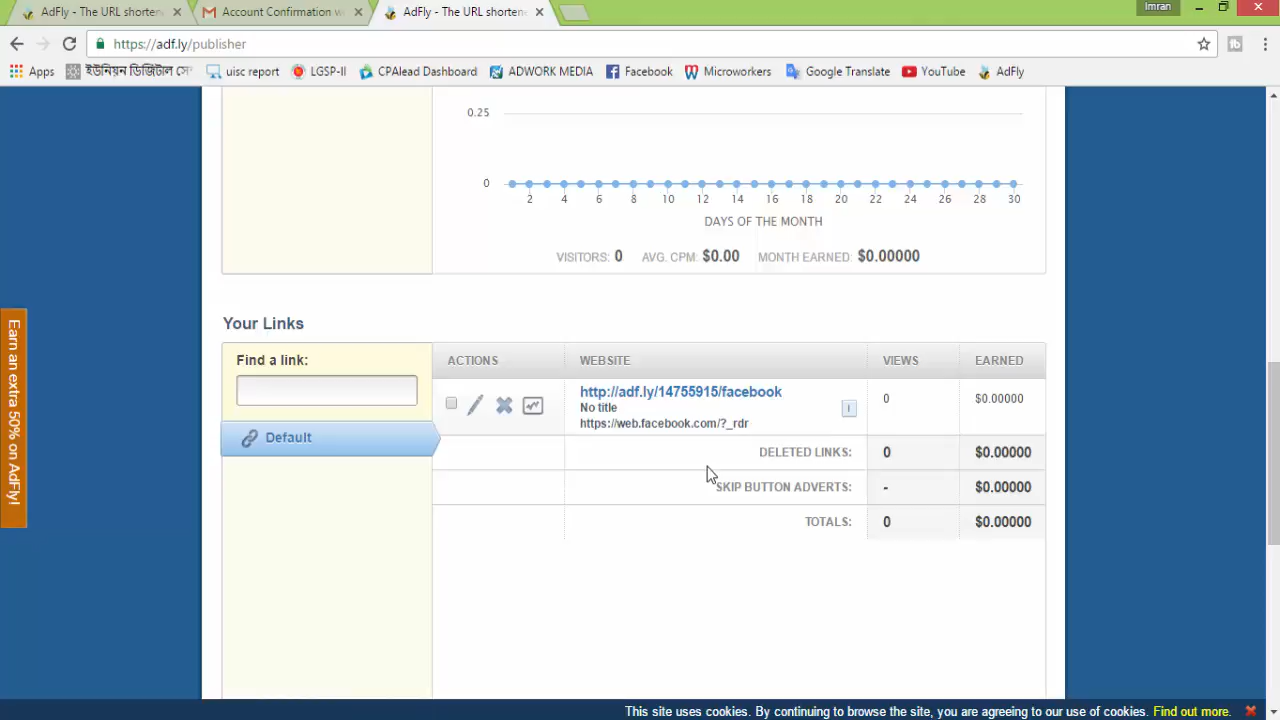 AdFly - The URL shortene
Account Confirmation w
AdFly - The URL shortene
Imran
https://adf.ly/publisher
Apps
ইউনিয়ন ডিজিটাল সে
uisc report
LGSP-II
CPAlead Dashboard
ADWORK MEDIA
Facebook
Microworkers
Google Translate
YouTube
AdFly
0.25
0
2 4 6 8 10 12 14 16 18 20 22 24 26 28 30
DAYS OF THE MONTH
VISITORS: 0 AVG. CPM: $0.00 MONTH EARNED: $0.00000
Earn an extra 50% on AdFly!
Your Links
Find a link:
Default
ACTIONS WEBSITE VIEWS EARNED
http://adf.ly/14755915/facebook
No title
https://web.facebook.com/?_rdr
0 $0.00000
DELETED LINKS: 0 $0.00000
SKIP BUTTON ADVERTS: - $0.00000
TOTALS: 0 $0.00000
This site uses cookies. By continuing to browse the site, you are agreeing to our use of cookies. Find out more.